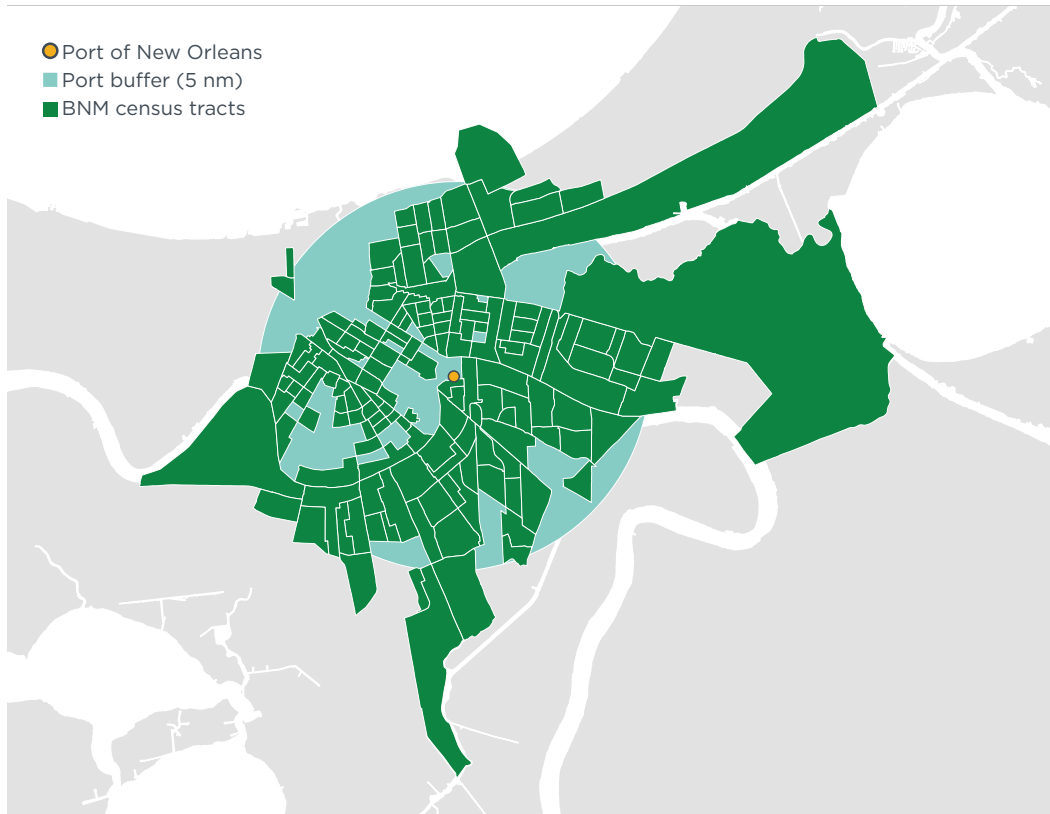 Port of New Orleans
Port buffer (5 nm)
BNM census tracts